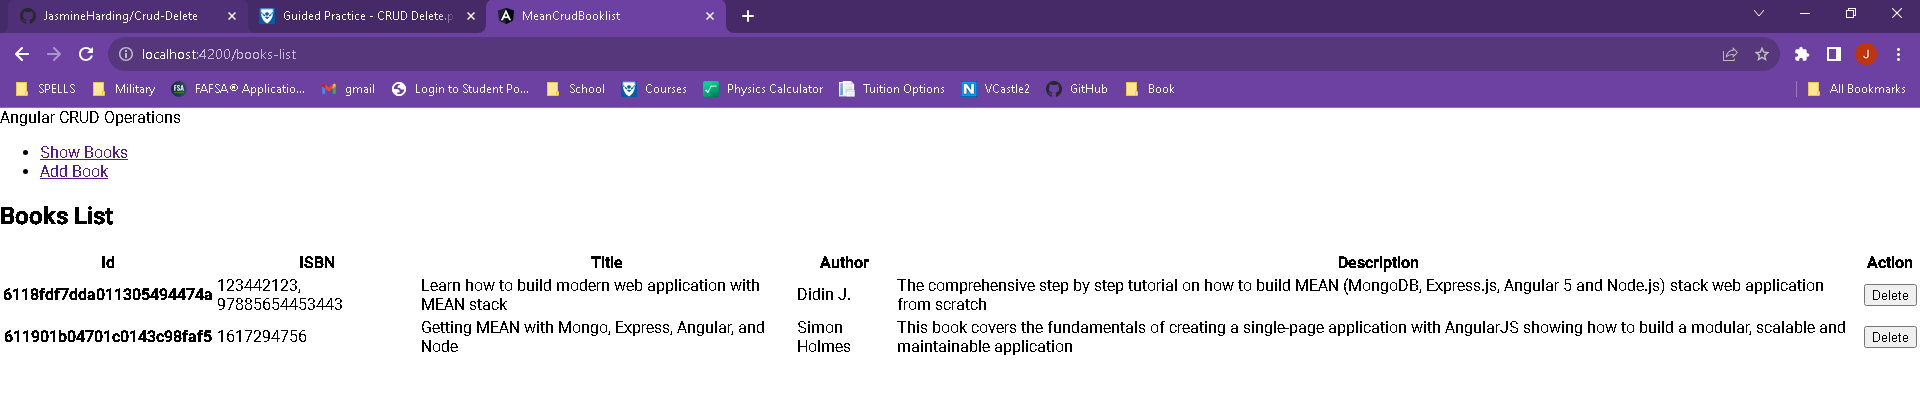 JasmineHarding/Crud-Delete
Guided Practice - CRUD Delete.p
MeanCrudBooklist
localhost:4200/books-list
J
SPELLS
Military
FSA
FAFSA® Applicatio...
gmail
Login to Student Po...
School
Courses
Physics Calculator
Tuition Options
N
VCastle2
GitHub
Book
All Bookmarks
Angular CRUD Operations
Show Books
Add Book
Books List
Id ISBN Title Author Description Action
6118fdf7dda011305494474a
123442123,
97885654453443
Learn how to build modern web application with
MEAN stack
Didin J.
The comprehensive step by step tutorial on how to build MEAN (MongoDB, Express.js, Angular 5 and Node.js) stack web application
from scratch
Delete
611901b04701c0143c98faf5
1617294756
Getting MEAN with Mongo, Express, Angular, and
Node
Simon
Holmes
This book covers the fundamentals of creating a single-page application with AngularJS showing how to build a modular, scalable and
maintainable application
Delete